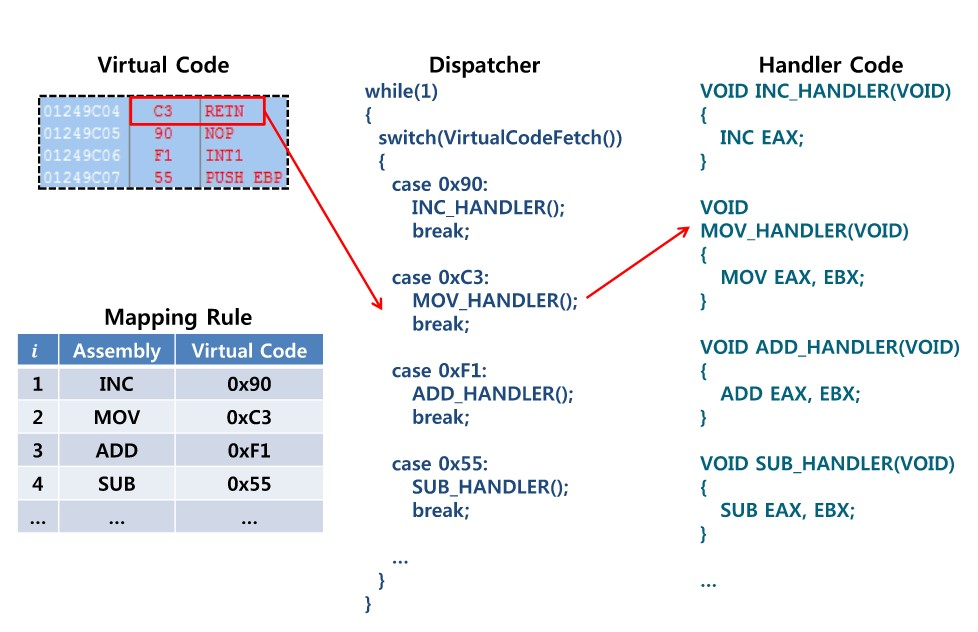 Virtual Code
01249C04 C3 RETN
01249C05 90 NOP
01249C06 F1 INT1
01249C07 55 PUSH EBP
Mapping Rule
i Assembly Virtual Code
1 INC 0x90
2 MOV 0xC3
3 ADD 0xF1
4 SUB 0x55
... ... ...
Dispatcher
while(1)
{
switch(VirtualCodeFetch())
{
case 0x90:
INC_HANDLER();
break;
case 0xC3:
MOV_HANDLER();
break;
case 0xF1:
ADD_HANDLER();
break;
case 0x55:
SUB_HANDLER();
break;
...
}
}
Handler Code
VOID INC_HANDLER(VOID)
{
INC EAX;
}
VOID
MOV_HANDLER(VOID)
{
MOV EAX, EBX;
}
VOID ADD_HANDLER(VOID)
{
ADD EAX, EBX;
}
VOID SUB_HANDLER(VOID)
{
SUB EAX, EBX;
}
...